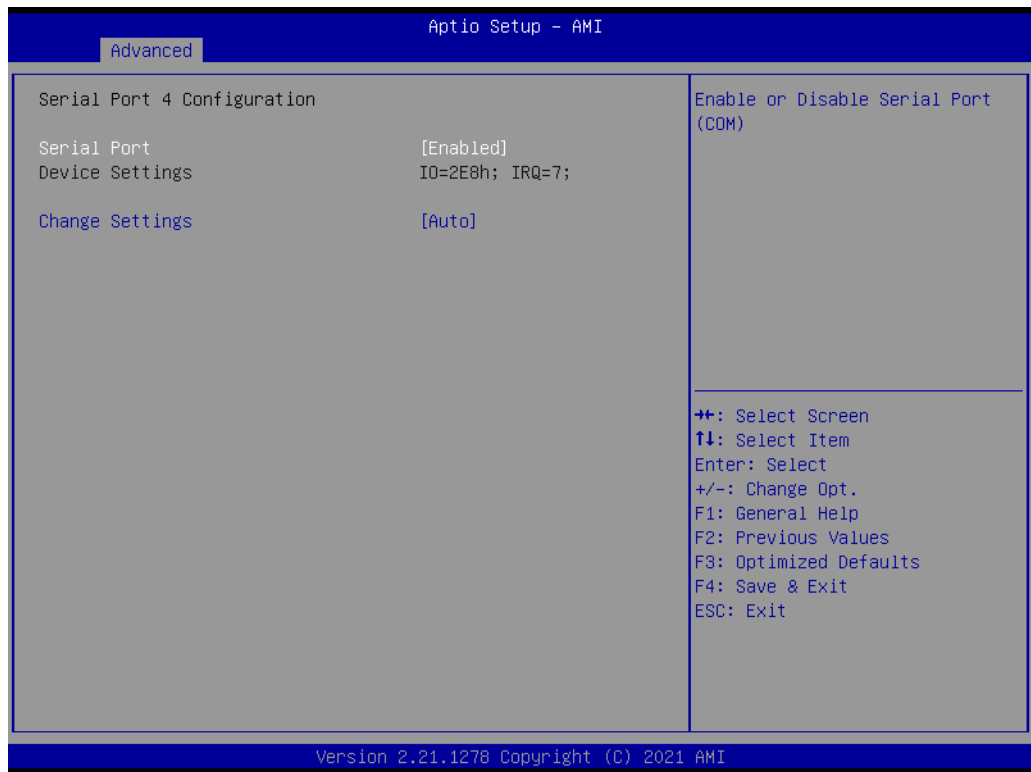 Aptio Setup – AMI
Advanced
Serial Port 4 Configuration
Serial Port [Enabled]
Device Settings IO=2E8h; IRQ=7;
Change Settings [Auto]
Enable or Disable Serial Port
(COM)
→←: Select Screen
↑↓: Select Item
Enter: Select
+/-: Change Opt.
F1: General Help
F2: Previous Values
F3: Optimized Defaults
F4: Save & Exit
ESC: Exit
Version 2.21.1278 Copyright (C) 2021 AMI